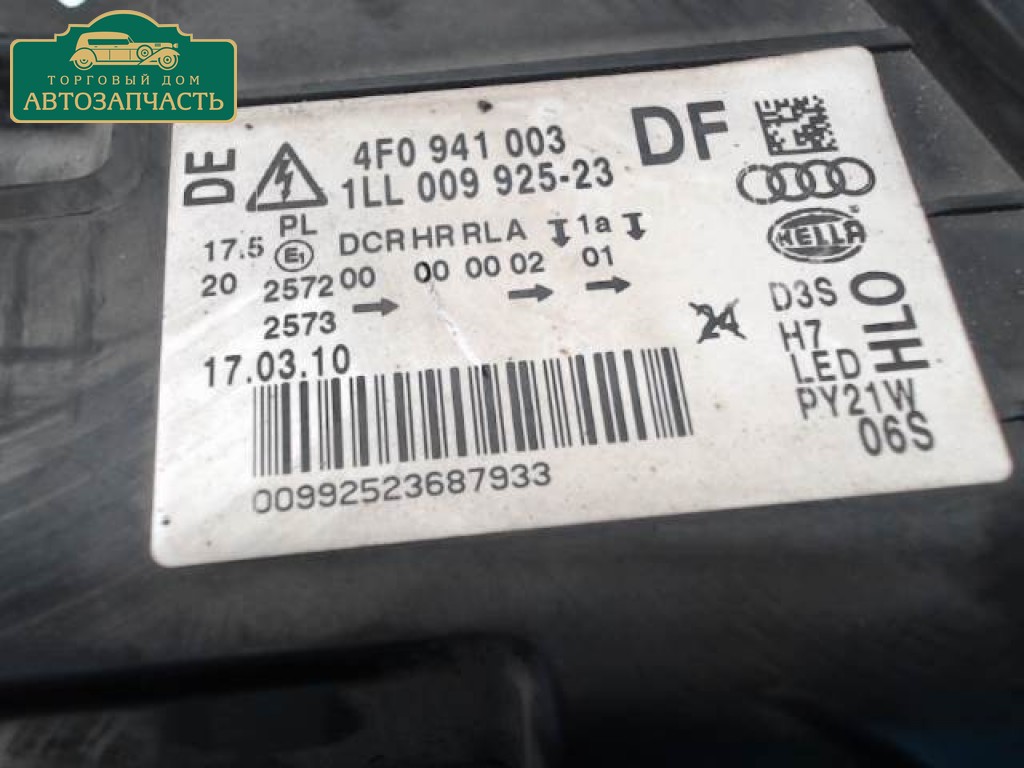 ТОРГОВЫЙ ДОМ
АВТОЗАПЧАСТЬ
DE
4F0 941 003
DF
1LL 009 925-23
PL
17.5 E1 DCR HR RL A 1a
HELLA
20 2572 00 00 00 02 01
2573
17.03.10
24
D3S
H7
LED
PY21W
HLO
06S
00992523687933